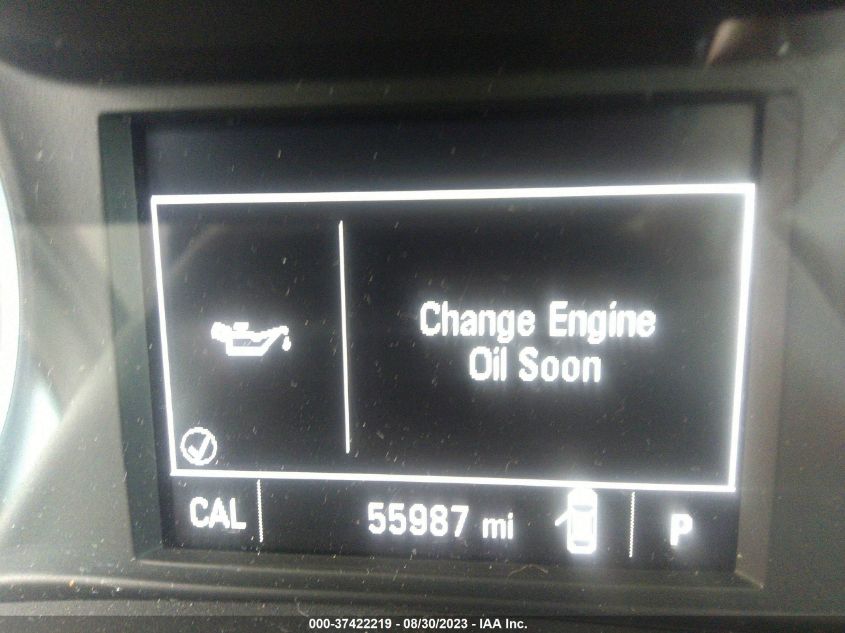 Change Engine
Oil Soon
CAL 55987 mi P
000-37422219 - 08/30/2023 - IAA Inc.